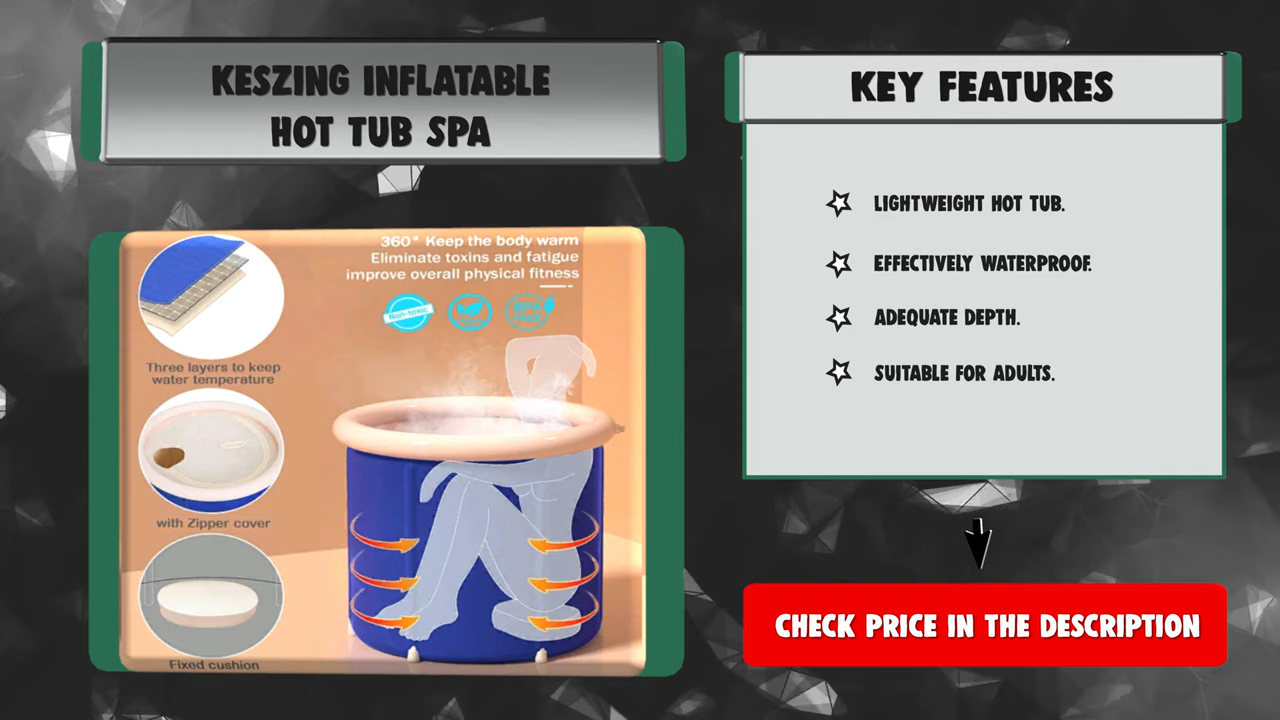 KESZING INFLATABLE
HOT TUB SPA
360° Keep the body warm
Eliminate toxins and fatigue
improve overall physical fitness
Non-toxic
BPA
FREE
Three layers to keep
water temperature
with Zipper cover
Fixed cushion
KEY FEATURES
LIGHTWEIGHT HOT TUB.
EFFECTIVELY WATERPROOF.
ADEQUATE DEPTH.
SUITABLE FOR ADULTS.
CHECK PRICE IN THE DESCRIPTION